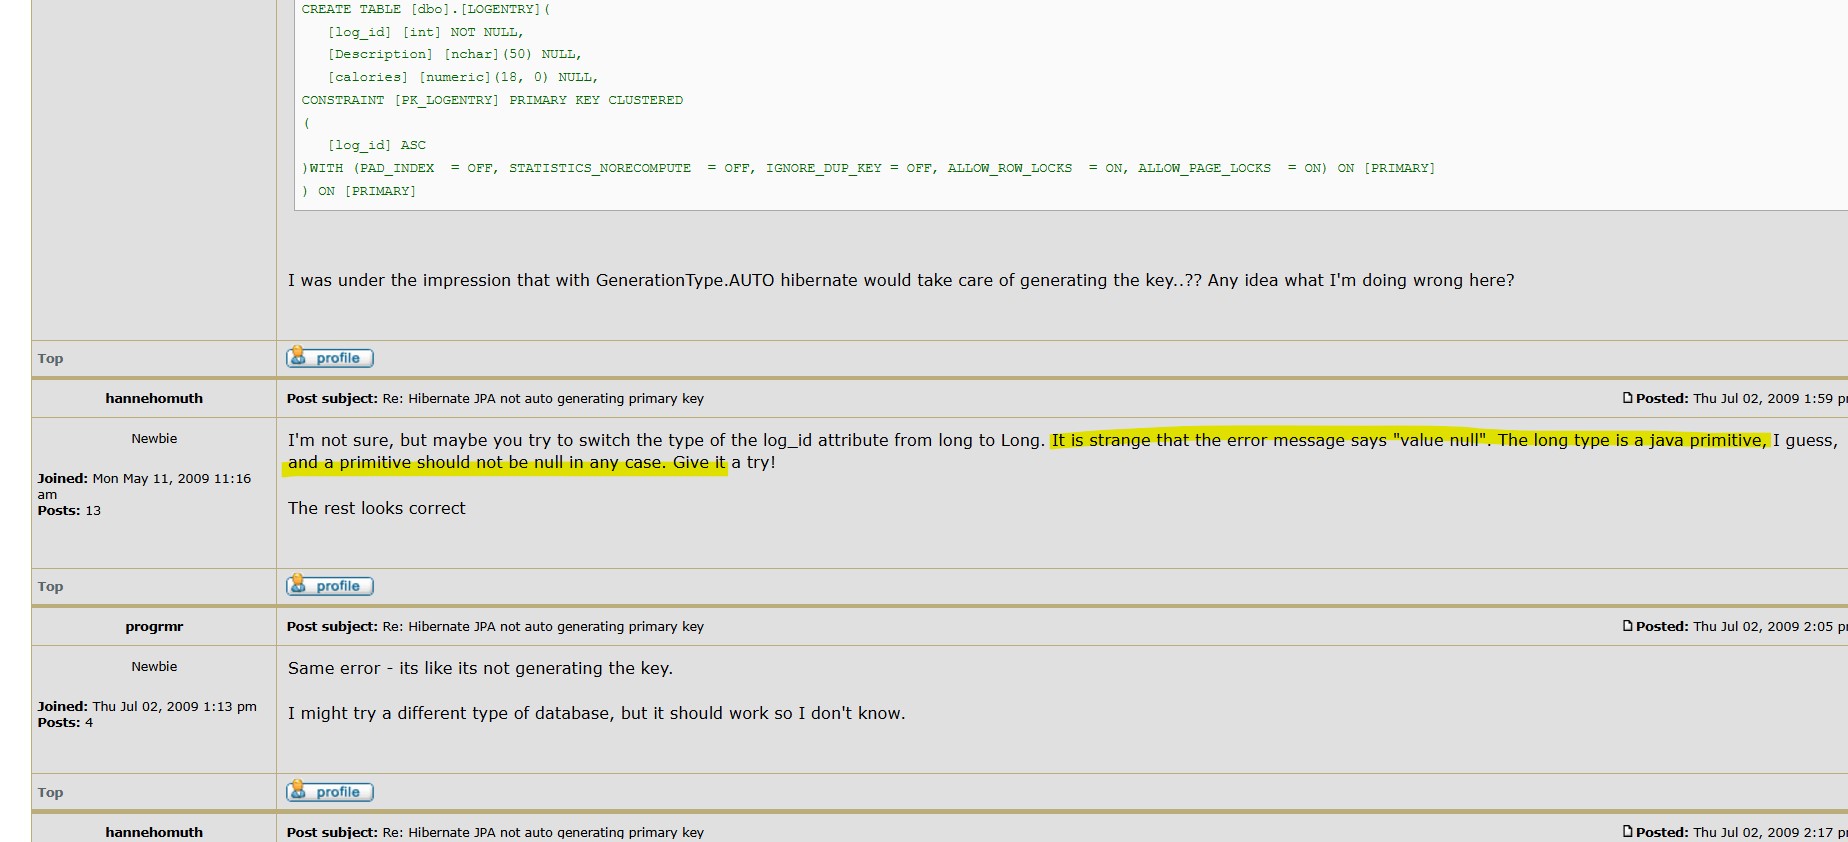 CREATE TABLE [dbo].[LOGENTRY](
[log_id] [int] NOT NULL,
[Description] [nchar](50) NULL,
[calories] [numeric](18, 0) NULL,
CONSTRAINT [PK_LOGENTRY] PRIMARY KEY CLUSTERED
(
[log_id] ASC
)WITH (PAD_INDEX  = OFF, STATISTICS_NORECOMPUTE  = OFF, IGNORE_DUP_KEY = OFF, ALLOW_ROW_LOCKS  = ON, ALLOW_PAGE_LOCKS  = ON) ON [PRIMARY]
) ON [PRIMARY]
I was under the impression that with GenerationType.AUTO hibernate would take care of generating the key..?? Any idea what I'm doing wrong here?
Top
profile
hannehomuth
Post subject: Re: Hibernate JPA not auto generating primary key
Posted: Thu Jul 02, 2009 1:59 p
Newbie
Joined: Mon May 11, 2009 11:16
am
Posts: 13
I'm not sure, but maybe you try to switch the type of the log_id attribute from long to Long. It is strange that the error message says "value null". The long type is a java primitive, I guess,
and a primitive should not be null in any case. Give it a try!
The rest looks correct
Top
profile
progrmr
Post subject: Re: Hibernate JPA not auto generating primary key
Posted: Thu Jul 02, 2009 2:05 p
Newbie
Joined: Thu Jul 02, 2009 1:13 pm
Posts: 4
Same error - its like its not generating the key.
I might try a different type of database, but it should work so I don't know.
Top
profile
hannehomuth
Post subject: Re: Hibernate JPA not auto generating primary key
Posted: Thu Jul 02, 2009 2:17 p